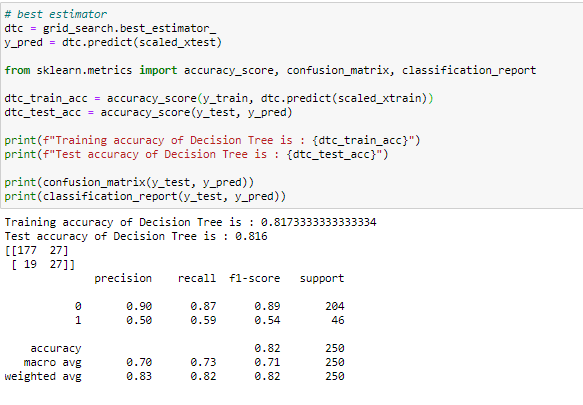 # best estimator
dtc = grid_search.best_estimator_
y_pred = dtc.predict(scaled_xtest)
from sklearn.metrics import accuracy_score, confusion_matrix, classification_report
dtc_train_acc = accuracy_score(y_train, dtc.predict(scaled_xtrain))
dtc_test_acc = accuracy_score(y_test, y_pred)
print(f"Training accuracy of Decision Tree is : {dtc_train_acc}")
print(f"Test accuracy of Decision Tree is : {dtc_test_acc}")
print(confusion_matrix(y_test, y_pred))
print(classification_report(y_test, y_pred))
Training accuracy of Decision Tree is : 0.8173333333333334
Test accuracy of Decision Tree is : 0.816
[[177  27]
 [ 19  27]]
              precision    recall  f1-score   support
           0       0.90      0.87      0.89       204
           1       0.50      0.59      0.54        46
    accuracy                           0.82       250
   macro avg       0.70      0.73      0.71       250
weighted avg       0.83      0.82      0.82       250